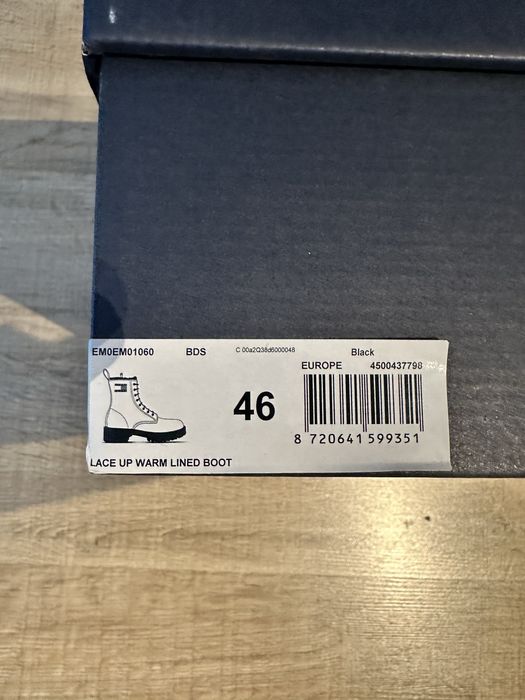 EM0EM01060 BDS C 00a2Q38d6000048 Black
EUROPE 4500437798
46
8 720641 599351
LACE UP WARM LINED BOOT